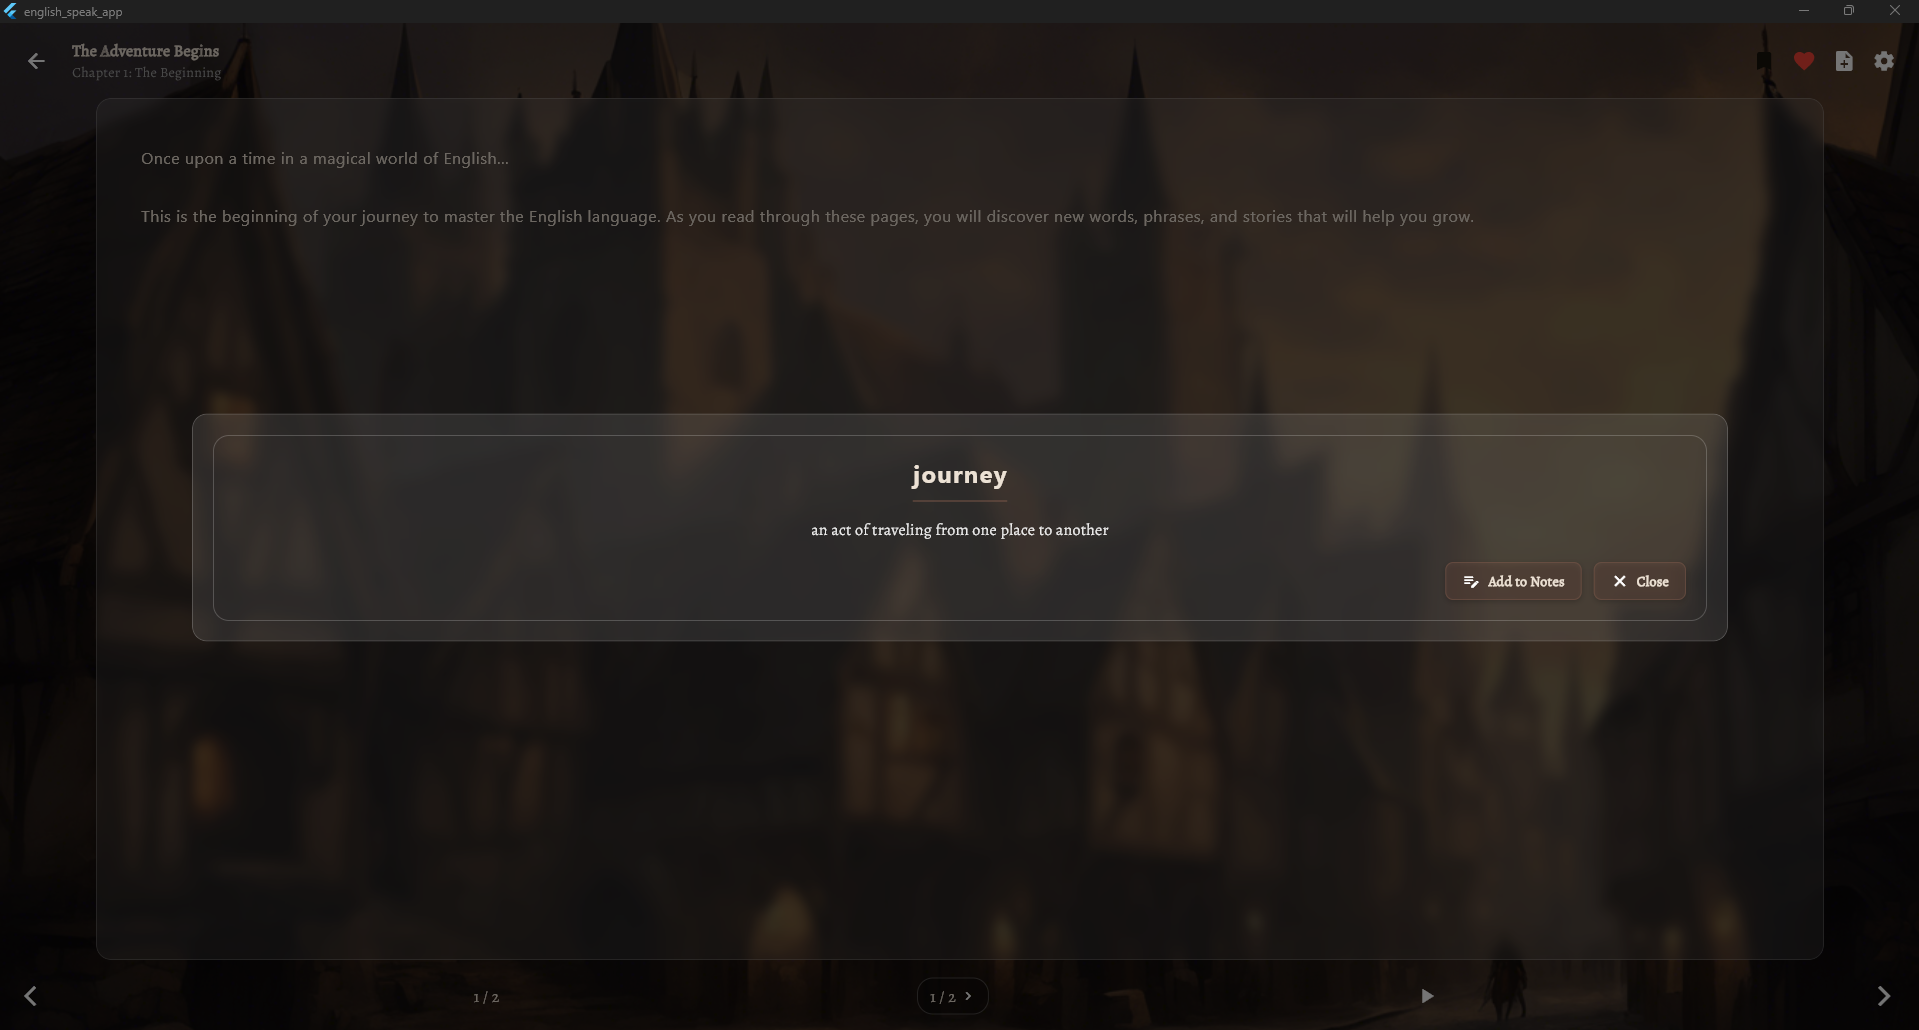 english_speak_app
The Adventure Begins
Chapter 1: The Beginning
Once upon a time in a magical world of English...
This is the beginning of your journey to master the English language. As you read through these pages, you will discover new words, phrases, and stories that will help you grow.
journey
an act of traveling from one place to another
Add to Notes
Close
1 / 2
1 / 2